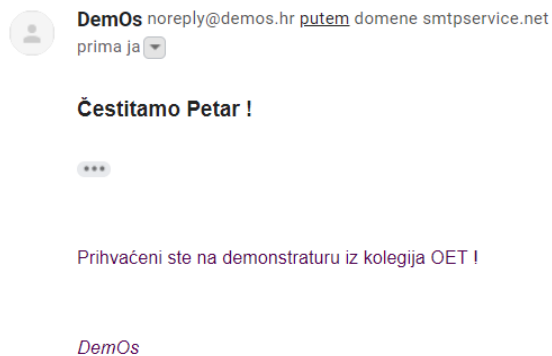 DemOs noreply@demos.hr putem domene smtpservice.net
prima ja
Čestitamo Petar !
Prihvaćeni ste na demonstraturu iz kolegija OET !
DemOs